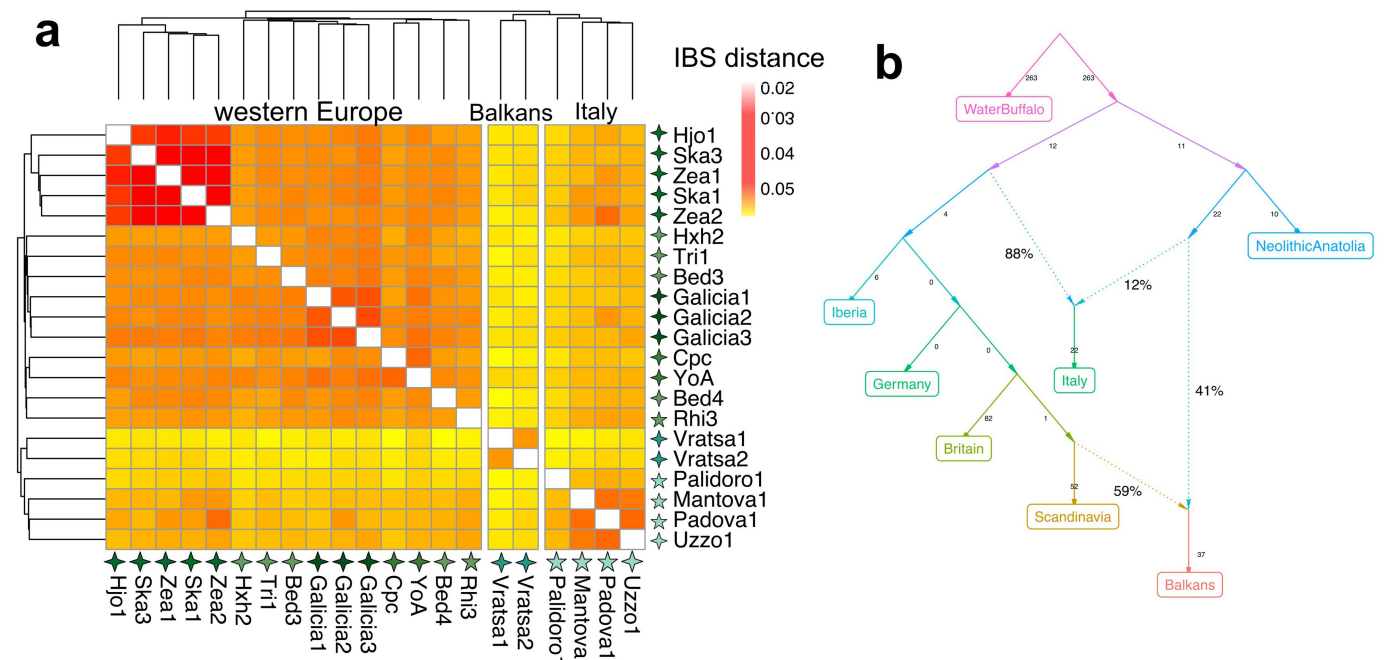 a
western Europe
Balkans
Italy
IBS distance
0.02
0.03
0.04
0.05
Hjo1
Ska3
Zea1
Ska1
Zea2
Hxh2
Tri1
Bed3
Galicia1
Galicia2
Galicia3
Cpc
YoA
Bed4
Rhi3
Vratsa1
Vratsa2
Palidoro1
Mantova1
Padova1
Uzzo1
Hjo1
Ska3
Zea1
Ska1
Zea2
Hxh2
Tri1
Bed3
Galicia1
Galicia2
Galicia3
Cpc
YoA
Bed4
Rhi3
Vratsa1
Vratsa2
Palidoro
Mantova
Padova1
Uzzo1
b
263
263
WaterBuffalo
12
11
4
22
10
NeolithicAnatolia
88%
12%
6
0
Iberia
0
0
22
Germany
Italy
41%
82
1
Britain
52
59%
Scandinavia
37
Balkans